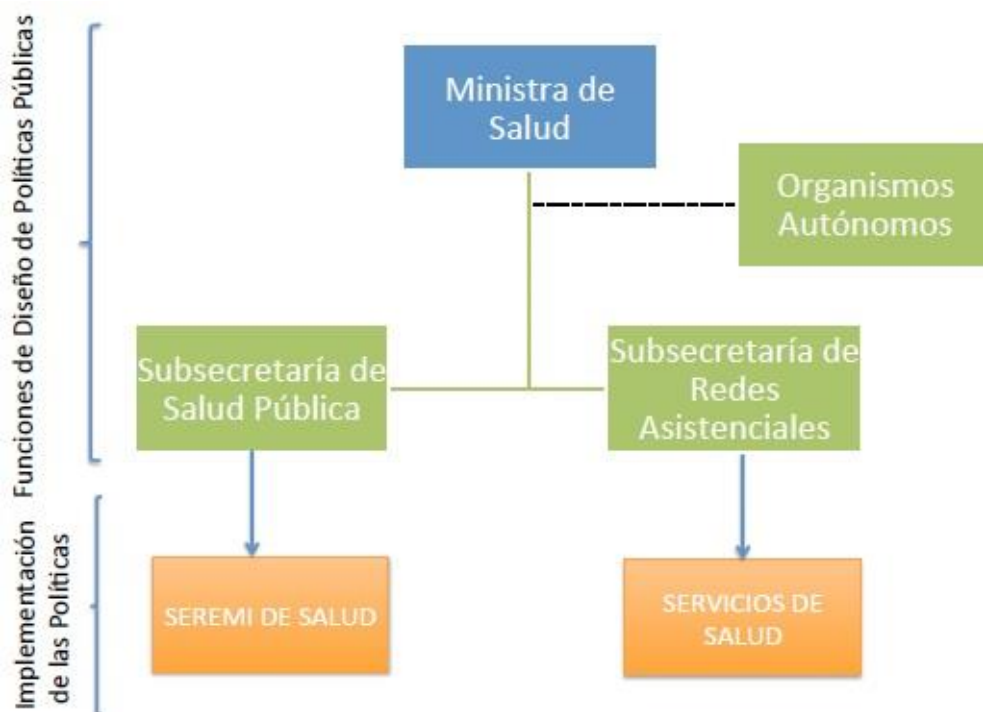 Funciones de Diseño de Políticas Públicas
Ministra de
Salud
Organismos
Autónomos
Subsecretaría de
Salud Pública
Subsecretaría de
Redes
Asistenciales
Implementación
de las Políticas
SEREMI DE SALUD
SERVICIOS DE
SALUD